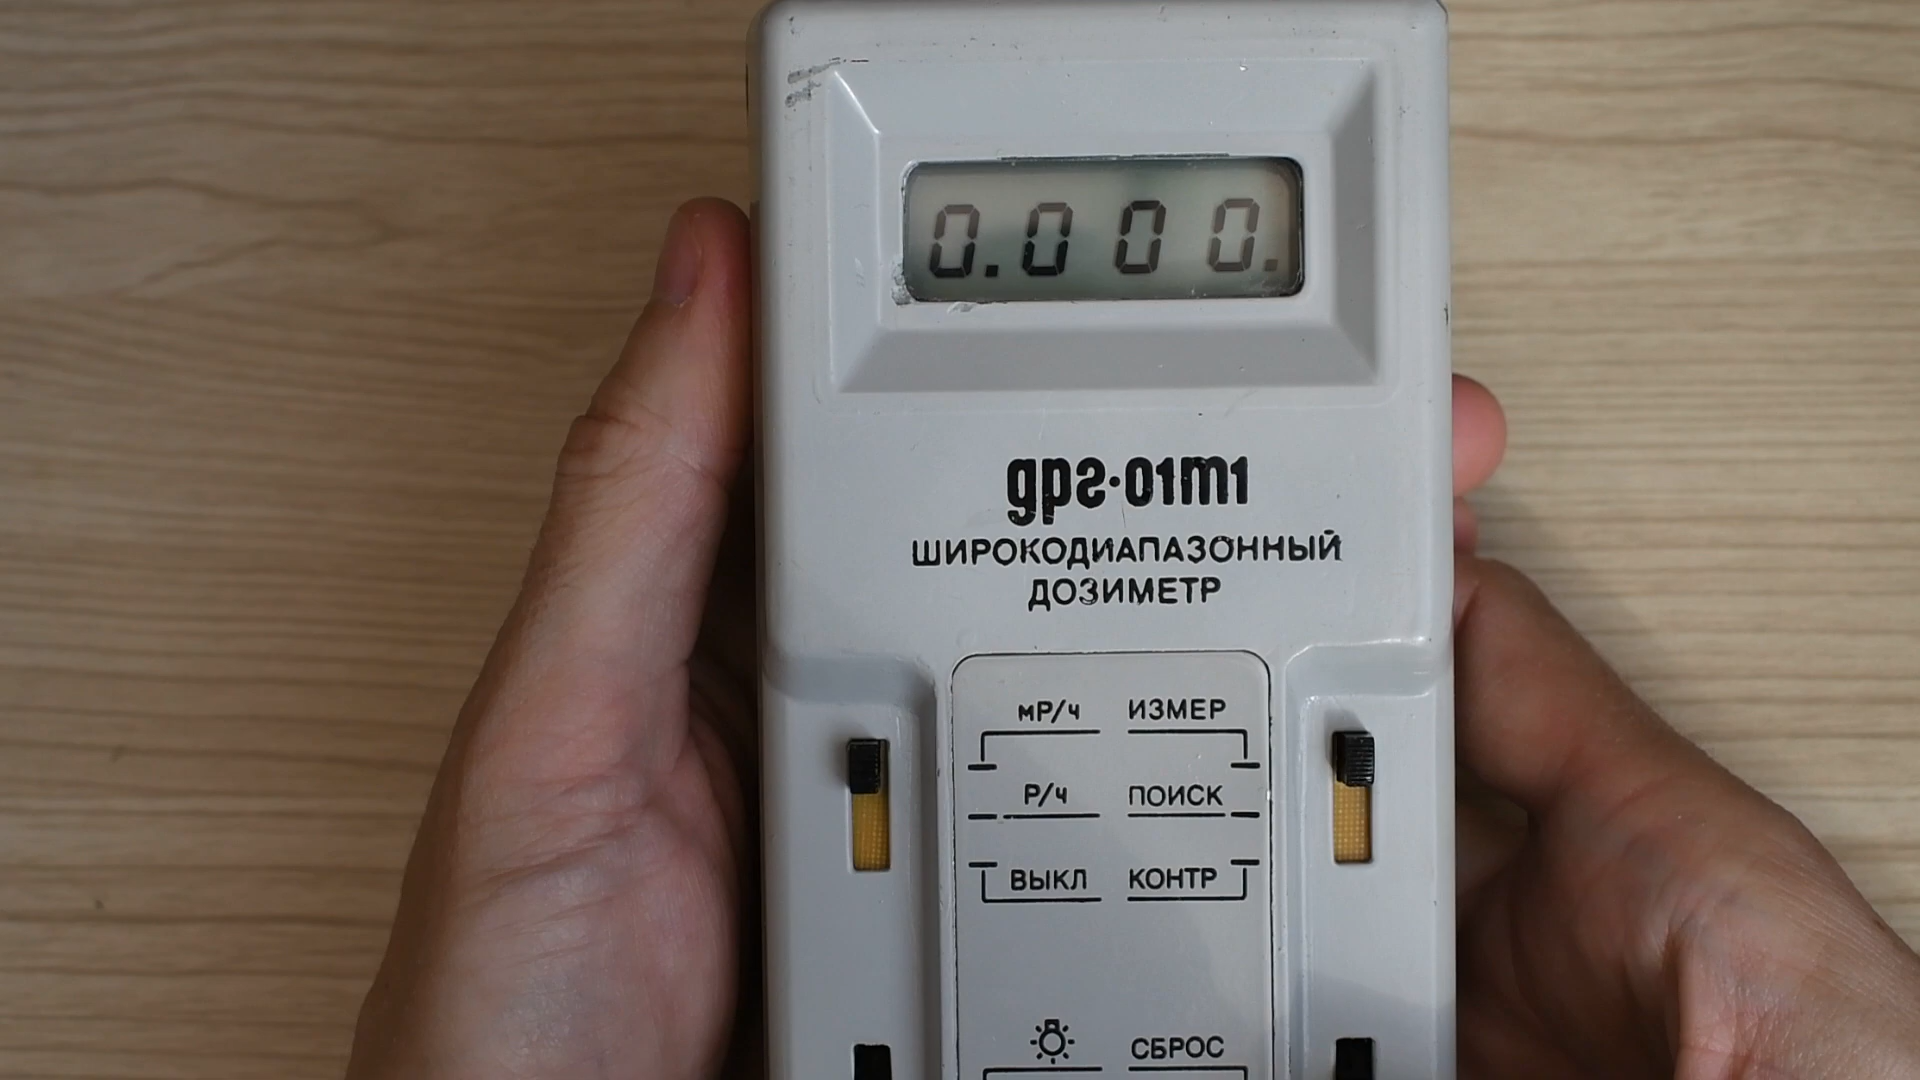 0.000.
дрг·01т1
ШИРОКОДИАПАЗОННЫЙ
ДОЗИМЕТР
мР/ч ИЗМЕР
Р/ч ПОИСК
ВЫКЛ КОНТР
СБРОС